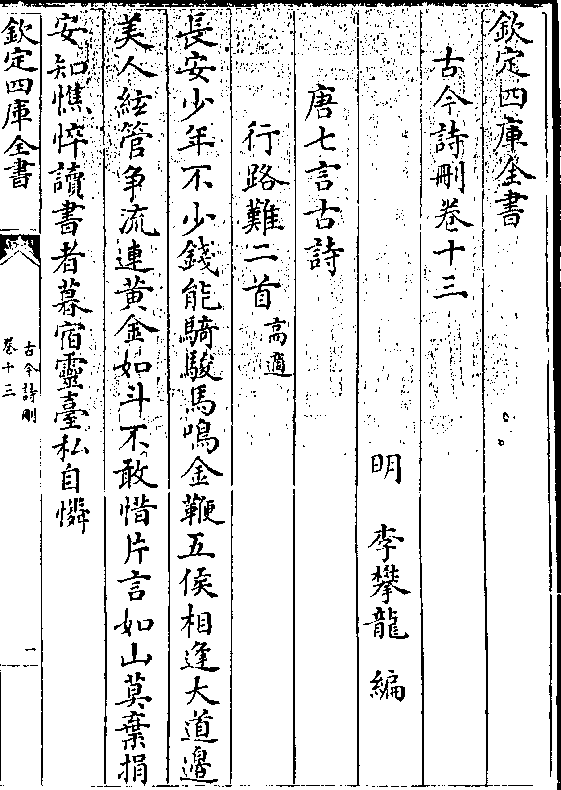 欽定四庫全書
古今詩刪卷十三
明 李攀龍 編
唐七言古詩
行路難二首 高適
長安少年不少錢能騎駿馬鳴金鞭五侯相逢大道邊
美人絃管争流連黄金如斗不敢惜片言如山莫棄捐
安知憔悴讀書者暮宿靈臺私自憐
欽定四庫全書
古今詩刪
卷十三
一